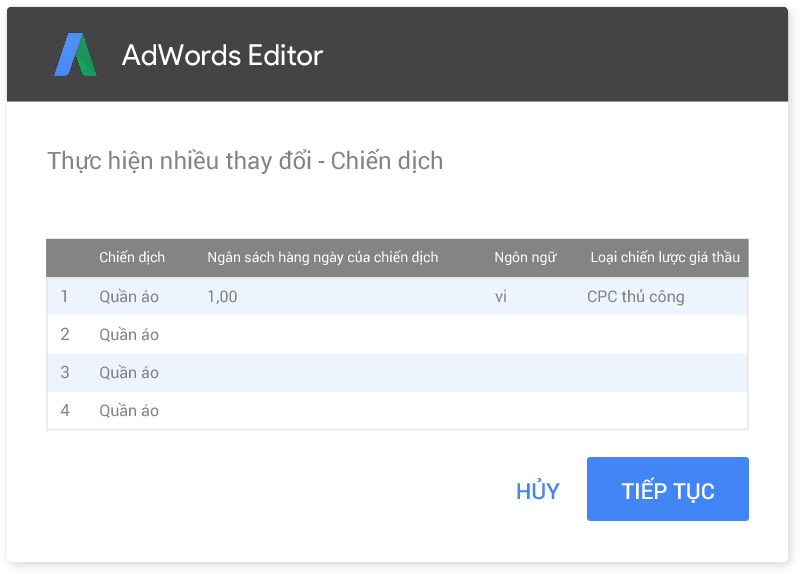 AdWords Editor
Thực hiện nhiều thay đổi - Chiến dịch
Chiến dịch Ngân sách hàng ngày của chiến dịch Ngôn ngữ Loại chiến lược giá thầu
1 Quần áo 1,00 vi CPC thủ công
2 Quần áo
3 Quần áo
4 Quần áo
HỦY TIẾP TỤC